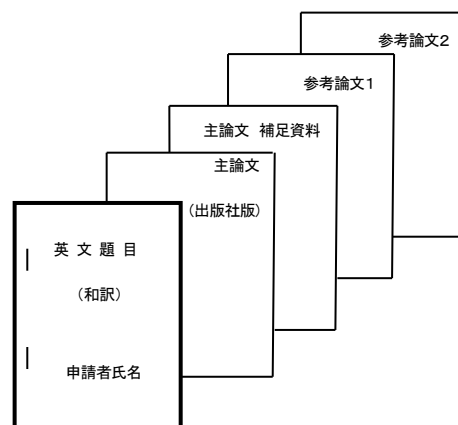 参考論文2
参考論文1
主論文 補足資料
主論文
(出版社版)
英 文 題 目
(和訳)
申請者氏名